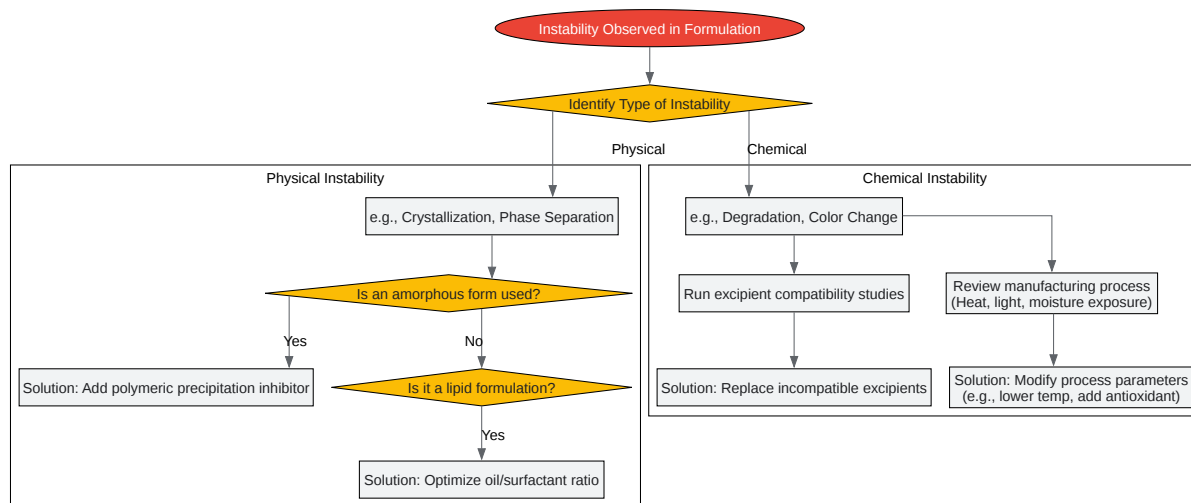 Instability Observed in Formulation
Identify Type of Instability
Physical
Chemical
Physical Instability
Chemical Instability
e.g., Crystallization, Phase Separation
e.g., Degradation, Color Change
Is an amorphous form used?
Run excipient compatibility studies
Review manufacturing process
(Heat, light, moisture exposure)
Yes
No
Solution: Add polymeric precipitation inhibitor
Is it a lipid formulation?
Solution: Replace incompatible excipients
Solution: Modify process parameters
(e.g., lower temp, add antioxidant)
Yes
Solution: Optimize oil/surfactant ratio